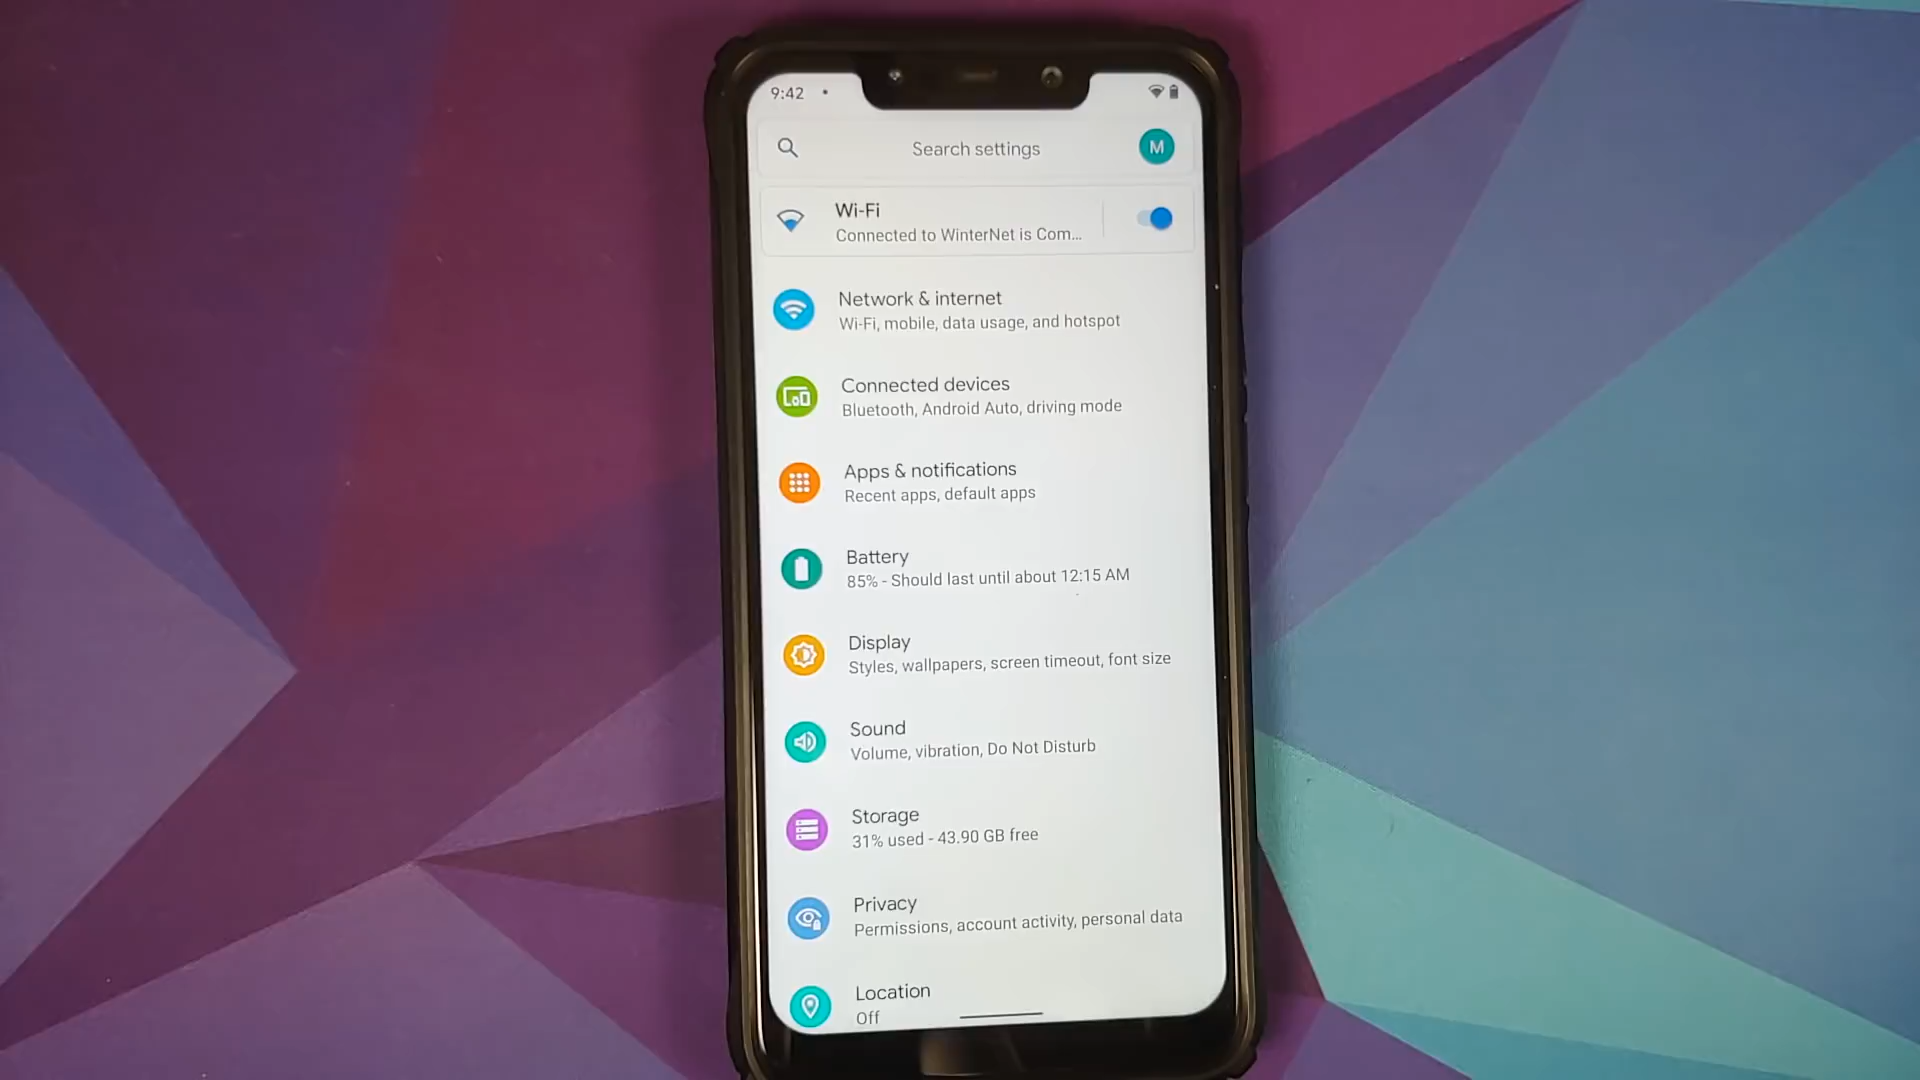 9:42
Search settings
M
Wi-Fi
Connected to WinterNet is Com...
Network & internet
Wi-Fi, mobile, data usage, and hotspot
Connected devices
Bluetooth, Android Auto, driving mode
Apps & notifications
Recent apps, default apps
Battery
85% - Should last until about 12:15 AM
Display
Styles, wallpapers, screen timeout, font size
Sound
Volume, vibration, Do Not Disturb
Storage
31% used - 43.90 GB free
Privacy
Permissions, account activity, personal data
Location
Off